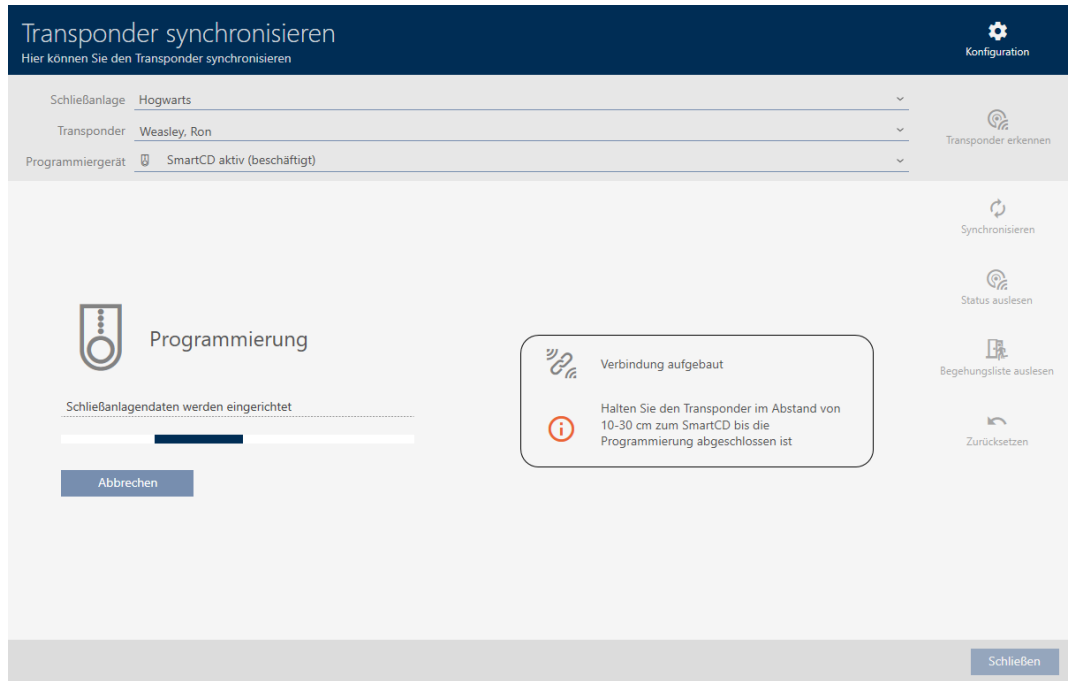 Transponder synchronisieren
Hier können Sie den Transponder synchronisieren
Konfiguration
Schließanlage Hogwarts
Transponder Weasley, Ron
Programmiergerät SmartCD aktiv (beschäftigt)
Transponder erkennen
Synchronisieren
Status auslesen
Begehungsliste auslesen
Zurücksetzen
Programmierung
Schließanlagendaten werden eingerichtet
Abbrechen
Verbindung aufgebaut
Halten Sie den Transponder im Abstand von
10-30 cm zum SmartCD bis die
Programmierung abgeschlossen ist
Schließen